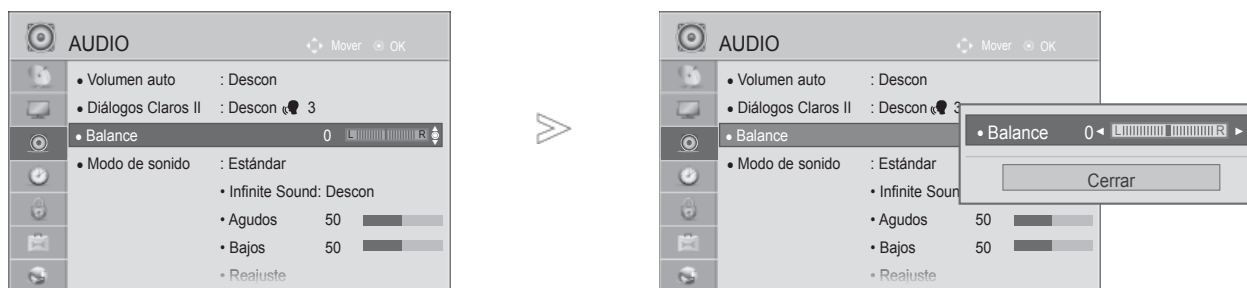 AUDIO
Mover OK
• Volumen auto : Descon
• Diálogos Claros II : Descon 3
• Balance 0 L R
• Modo de sonido : Estándar
• Infinite Sound: Descon
• Agudos 50
• Bajos 50
• Reajuste
AUDIO
Mover OK
• Volumen auto : Descon
• Diálogos Claros II : Descon 3
• Balance
• Modo de sonido : Estándar
• Infinite Soun
• Agudos 50
• Bajos 50
• Reajuste
• Balance 0 L R
Cerrar